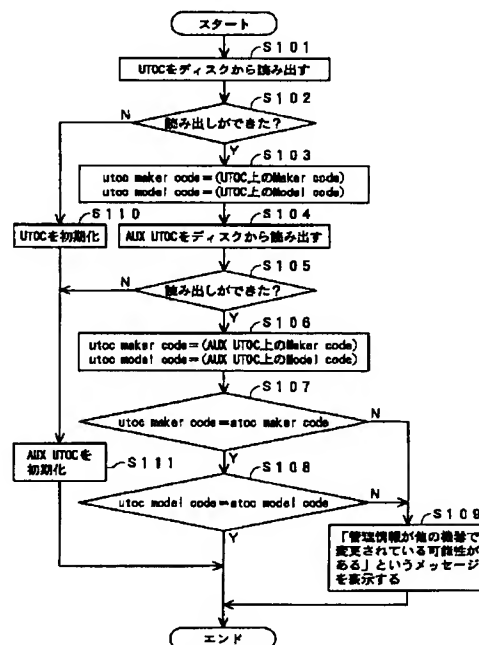 スタート
S101
UTOCをディスクから読み出す
S102
読み出しができた?
N
Y
S103
utoc maker code=(UTOC上のMaker code)
utoc model code=(UTOC上のModel code)
S110
UTOCを初期化
S104
AUX UTOCをディスクから読み出す
S105
読み出しができた?
N
Y
S106
utoc maker code=(AUX UTOC上のMaker code)
utoc model code=(AUX UTOC上のModel code)
S107
utoc maker code=atoc maker code
N
Y
AUX UTOCを
初期化
S111
S108
utoc model code=atoc model code
N
Y
S109
「管理情報が他の機器で
変更されている可能性が
ある」というメッセージ
を表示する
エンド